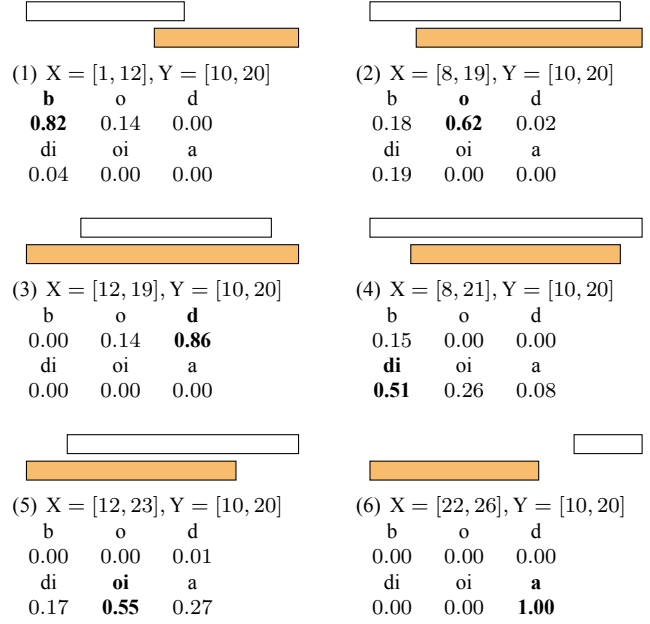 (1) X = [1, 12], Y = [10, 20]
b o d
0.82 0.14 0.00
di oi a
0.04 0.00 0.00
(2) X = [8, 19], Y = [10, 20]
b o d
0.18 0.62 0.02
di oi a
0.19 0.00 0.00
(3) X = [12, 19], Y = [10, 20]
b o d
0.00 0.14 0.86
di oi a
0.00 0.00 0.00
(4) X = [8, 21], Y = [10, 20]
b o d
0.15 0.00 0.00
di oi a
0.51 0.26 0.08
(5) X = [12, 23], Y = [10, 20]
b o d
0.00 0.00 0.01
di oi a
0.17 0.55 0.27
(6) X = [22, 26], Y = [10, 20]
b o d
0.00 0.00 0.00
di oi a
0.00 0.00 1.00